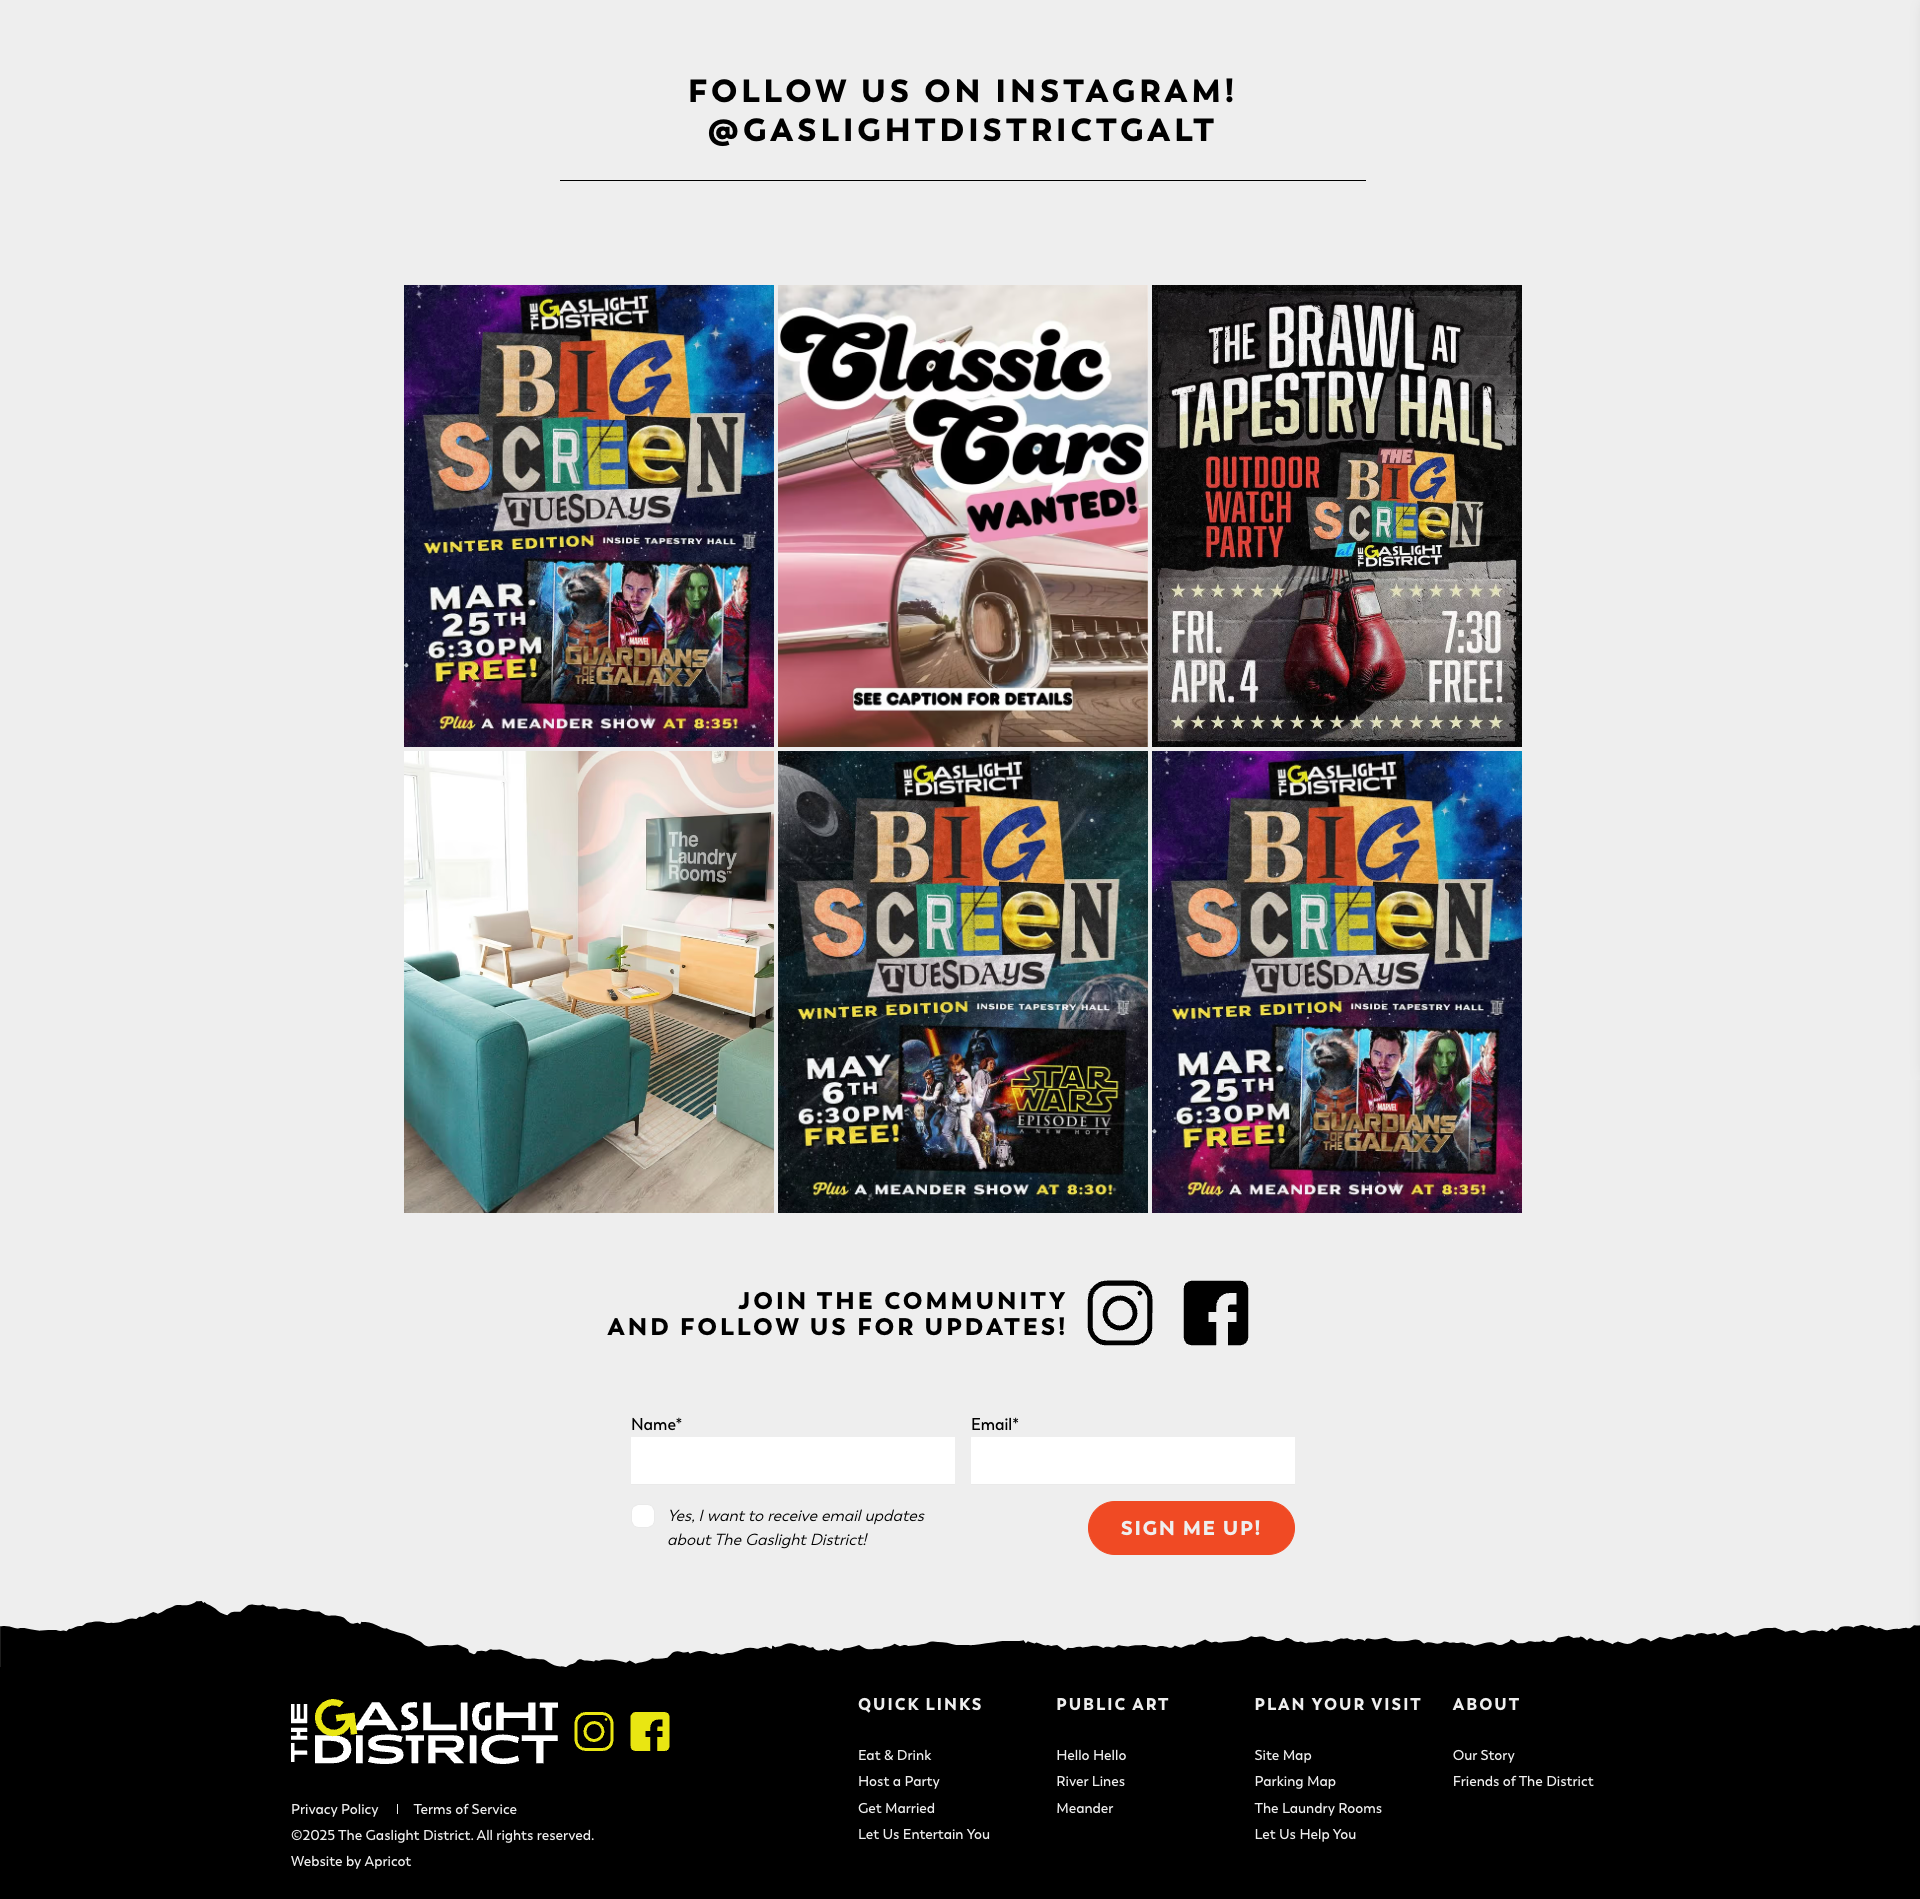 FOLLOW US ON INSTAGRAM!
@GASLIGHTDISTRICTGALT
THE GASLIGHT
DISTRICT
BIG
SCREEN
TUESDAYS
WINTER EDITION INSIDE TAPESTRY HALL
MAR.
25TH
6:30PM
FREE!
MARVEL
GUARDIANS
OF THE GALAXY
Plus A MEANDER SHOW AT 8:35!
Classic
Cars
WANTED!
SEE CAPTION FOR DETAILS
THE BRAWL AT
TAPESTRY HALL
OUTDOOR
WATCH
PARTY
THE
BIG
SCREEN
at THE GASLIGHT
DISTRICT
FRI. 7:30
APR. 4 FREE!
The
Laundry
Rooms™
THE GASLIGHT
DISTRICT
BIG
SCREEN
TUESDAYS
WINTER EDITION INSIDE TAPESTRY HALL
MAY
6TH
6:30PM
FREE!
STAR
WARS
EPISODE IV
A NEW HOPE
Plus A MEANDER SHOW AT 8:30!
THE GASLIGHT
DISTRICT
BIG
SCREEN
TUESDAYS
WINTER EDITION INSIDE TAPESTRY HALL
MAR.
25TH
6:30PM
FREE!
MARVEL
GUARDIANS
OF THE GALAXY
Plus A MEANDER SHOW AT 8:35!
JOIN THE COMMUNITY
AND FOLLOW US FOR UPDATES!
Name* Email*
Yes, I want to receive email updates
about The Gaslight District!
SIGN ME UP!
THE GASLIGHT
DISTRICT
Privacy Policy | Terms of Service
©2025 The Gaslight District. All rights reserved.
Website by Apricot
QUICK LINKS
Eat & Drink
Host a Party
Get Married
Let Us Entertain You
PUBLIC ART
Hello Hello
River Lines
Meander
PLAN YOUR VISIT
Site Map
Parking Map
The Laundry Rooms
Let Us Help You
ABOUT
Our Story
Friends of The District